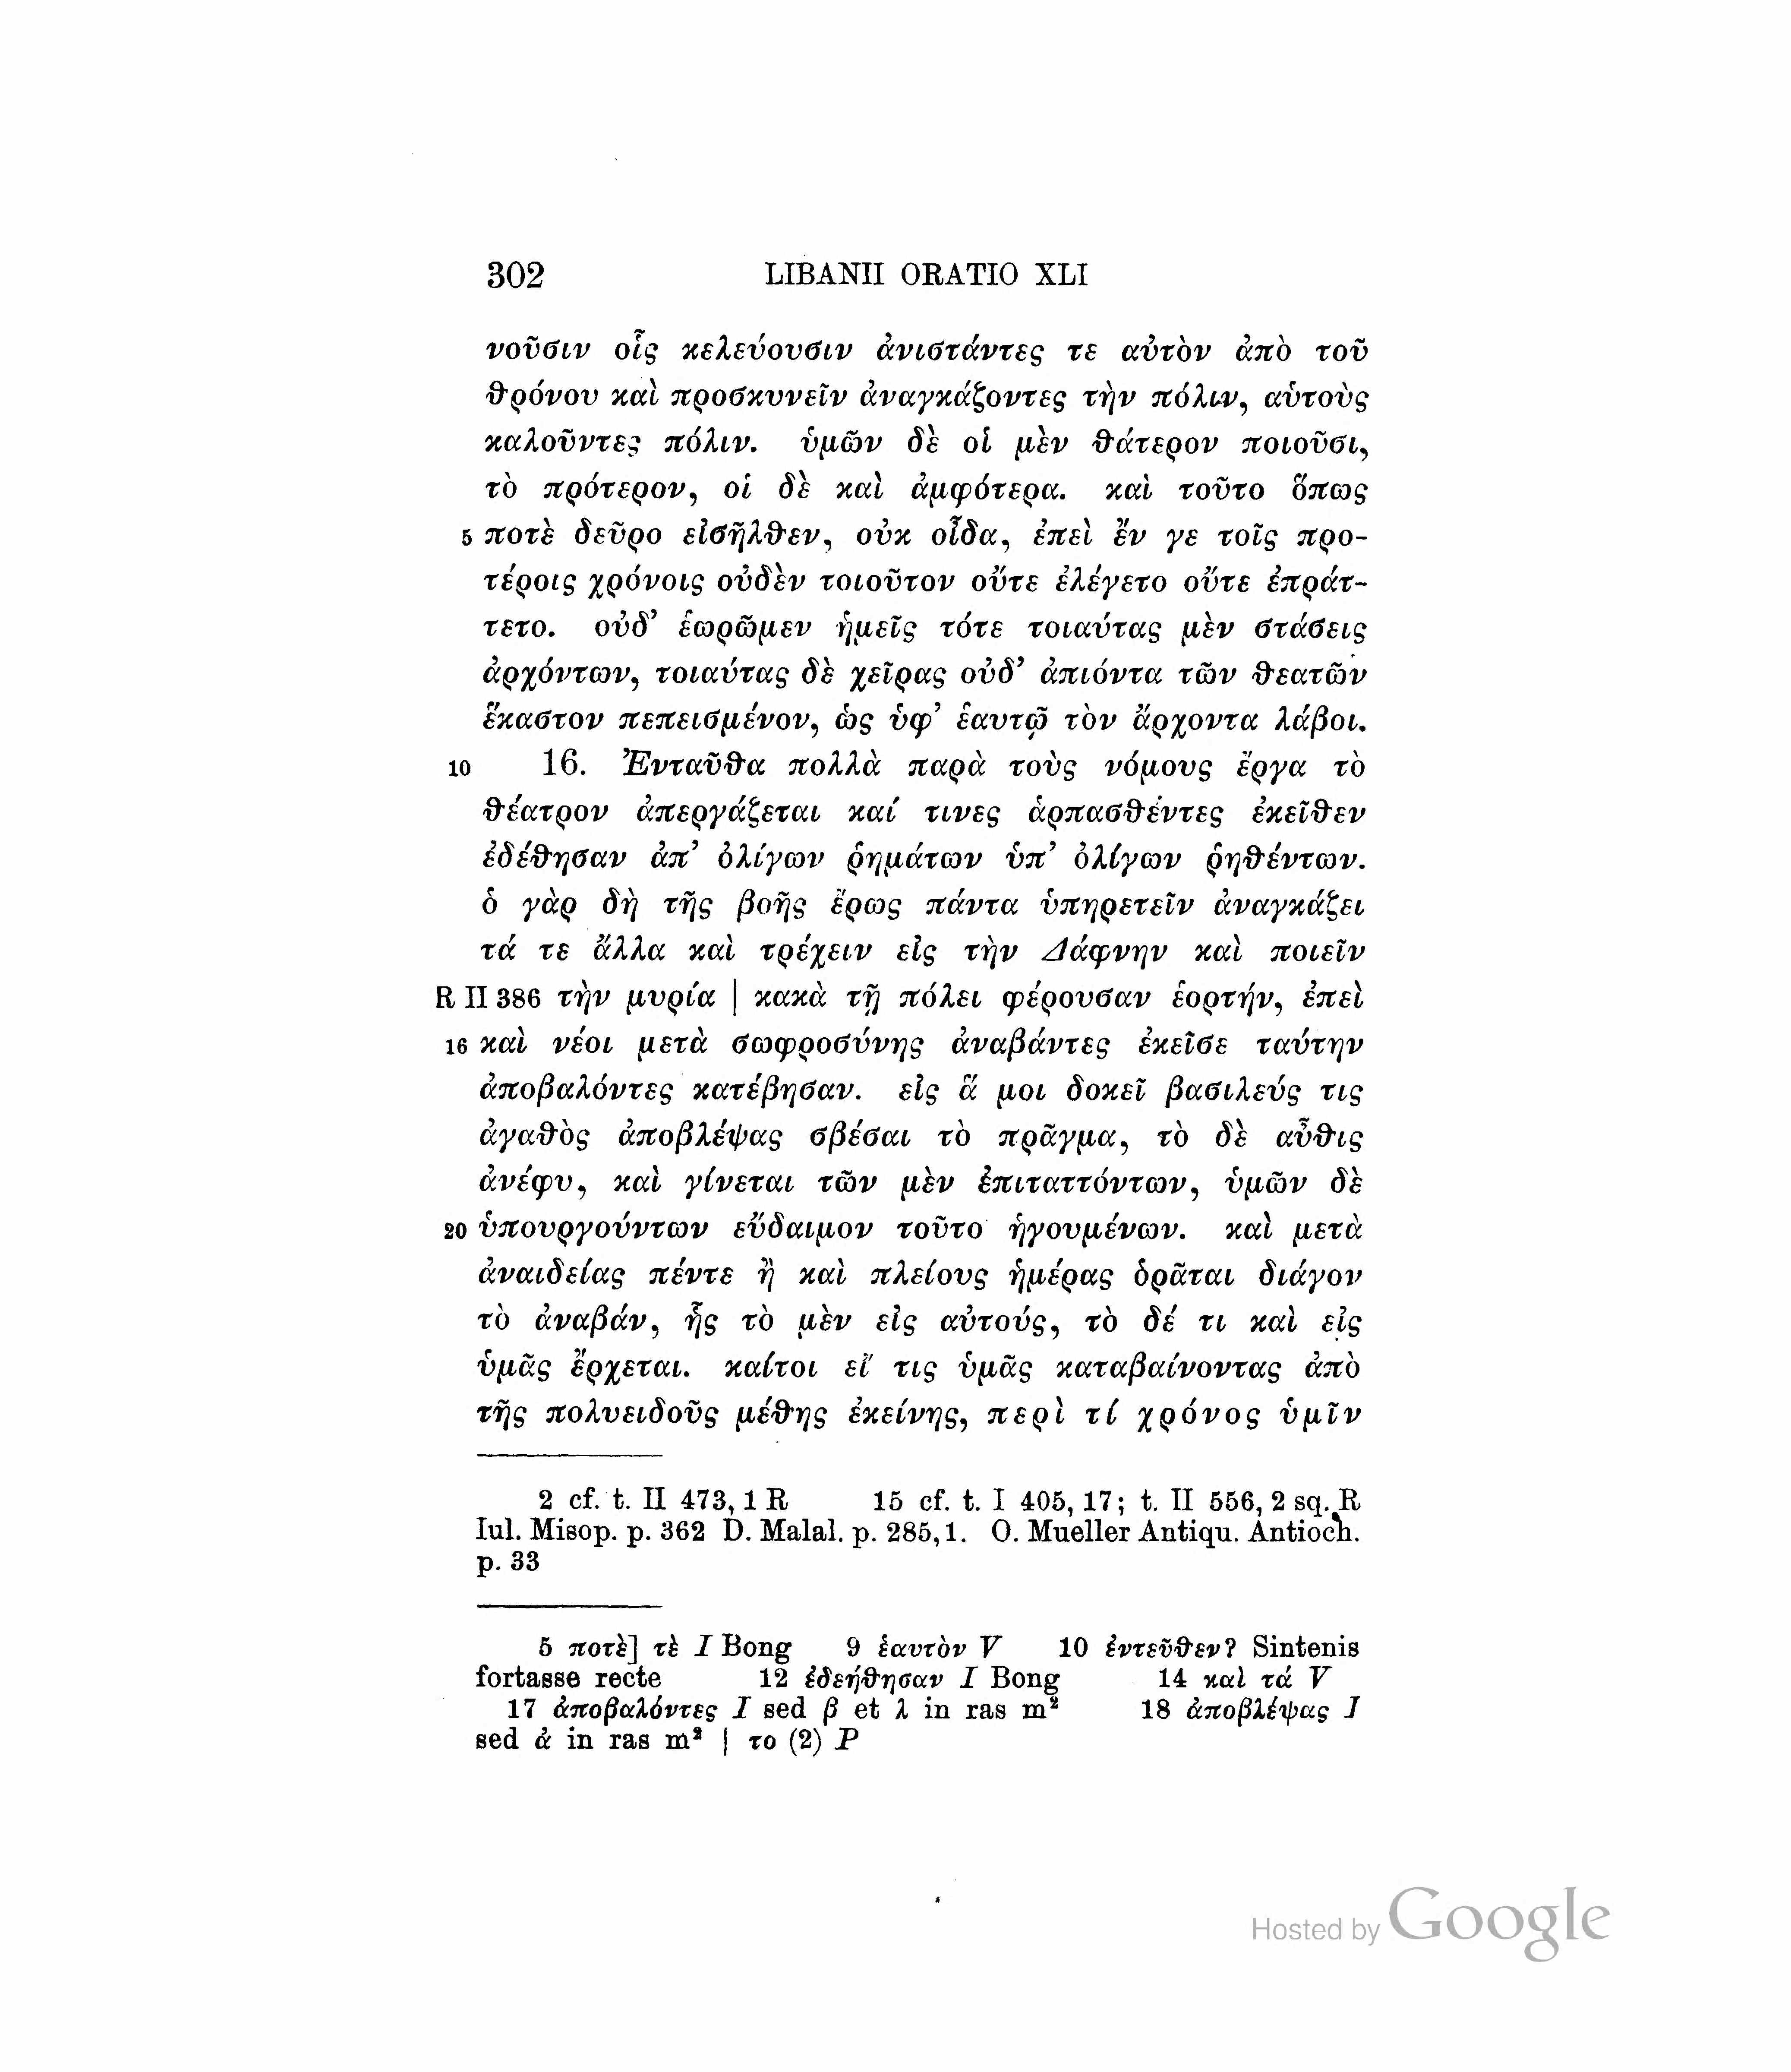 302 LIBANII ORATIO XLI
νοῦσιν οἷς κελεύουσιν ἀνιστάντες τε αὐτὸν ἀπὸ τοῦ
θρόνου καὶ προσκυνεῖν ἀναγκάζοντες τὴν πόλιν, αὑτοὺς
καλοῦντες πόλιν. ὑμῶν δὲ οἱ μὲν θάτερον ποιοῦσι,
τὸ πρότερον, οἱ δὲ καὶ ἀμφότερα. καὶ τοῦτο ὅπως
5 ποτὲ δεῦρο εἰσῆλθεν, οὐκ οἶδα, ἐπεὶ ἔν γε τοῖς προ-
τέροις χρόνοις οὐδὲν τοιοῦτον οὔτε ἐλέγετο οὔτε ἐπράτ-
τετο. οὐδ’ ἑωρῶμεν ἡμεῖς τότε τοιαύτας μὲν στάσεις
ἀρχόντων, τοιαύτας δὲ χεῖρας οὐδ’ ἀπιόντα τῶν θεατῶν
ἕκαστον πεπεισμένον, ὡς ὑφ’ ἑαυτῷ τὸν ἄρχοντα λάβοι.
10 16. Ἐνταῦθα πολλὰ παρὰ τοὺς νόμους ἔργα τὸ
θέατρον ἀπεργάζεται καί τινες ἁρπασθέντες ἐκεῖθεν
ἐδέθησαν ἀπ’ ὀλίγων ῥημάτων ὑπ’ ὀλίγων ῥηθέντων.
ὁ γὰρ δὴ τῆς βοῆς ἔρως πάντα ὑπηρετεῖν ἀναγκάζει
τά τε ἄλλα καὶ τρέχειν εἰς τὴν Δάφνην καὶ ποιεῖν
R II 386 τὴν μυρία | κακὰ τῇ πόλει φέρουσαν ἑορτήν, ἐπεὶ
16 καὶ νέοι μετὰ σωφροσύνης ἀναβάντες ἐκεῖσε ταύτην
ἀποβαλόντες κατέβησαν. εἰς ἅ μοι δοκεῖ βασιλεύς τις
ἀγαθὸς ἀποβλέψας σβέσαι τὸ πρᾶγμα, τὸ δὲ αὖθις
ἀνέφυ, καὶ γίνεται τῶν μὲν ἐπιταττόντων, ὑμῶν δὲ
20 ὑπουργούντων εὔδαιμον τοῦτο ἡγουμένων. καὶ μετὰ
ἀναιδείας πέντε ἢ καὶ πλείους ἡμέρας ὁρᾶται διάγον
τὸ ἀναβάν, ἧς τὸ μὲν εἰς αὐτούς, τὸ δέ τι καὶ εἰς
ὑμᾶς ἔρχεται. καίτοι εἴ τις ὑμᾶς καταβαίνοντας ἀπὸ
τῆς πολυειδοῦς μέθης ἐκείνης, περὶ τί χρόνος ὑμῖν
2 cf. t. II 473, 1 R 15 cf. t. I 405, 17; t. II 556, 2 sq. R
Iul. Misop. p. 362 D. Malal. p. 285,1. O. Mueller Antiqu. Antioch.
p. 33
5 ποτὲ] τὲ I Bong 9 ἑαυτὸν V 10 ἐντεῦθεν? Sintenis
fortasse recte 12 ἐδεήθησαν I Bong 14 καὶ τά V
17 ἀποβαλόντες I sed β et λ in ras m² 18 ἀποβλέψας I
sed ἀ in ras m² | το (2) P
Hosted by Google